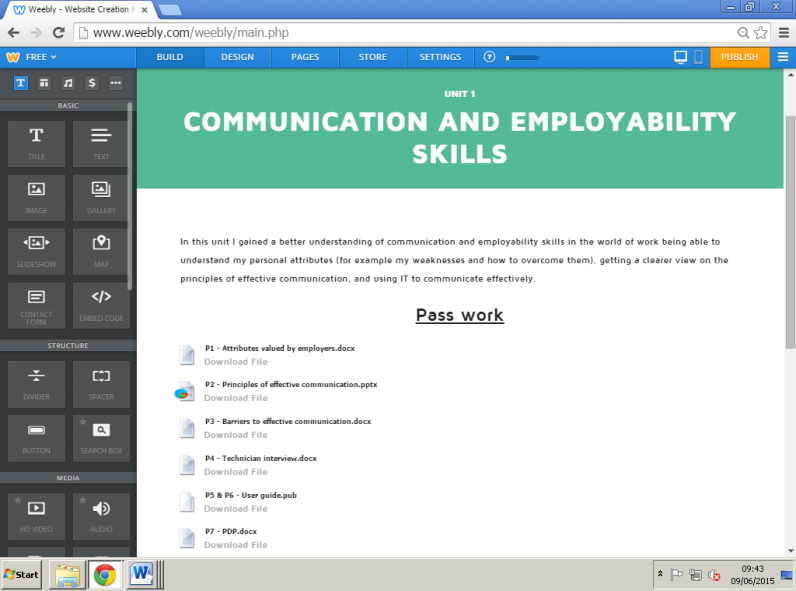 Weebly - Website Creation M
www.weebly.com/weebly/main.php
FREE
BUILD
DESIGN
PAGES
STORE
SETTINGS
PUBLISH
BASIC
TITLE
TEXT
IMAGE
GALLERY
SLIDESHOW
MAP
CONTACT
FORM
EMBED CODE
STRUCTURE
DIVIDER
SPACER
BUTTON
SEARCH BOX
MEDIA
HD VIDEO
AUDIO
UNIT 1
COMMUNICATION AND EMPLOYABILITY
SKILLS
In this unit I gained a better understanding of communication and employability skills in the world of work being able to
understand my personal attributes (for example my weaknesses and how to overcome them), getting a clearer view on the
principles of effective communication, and using IT to communicate effectively.
Pass work
P1 - Attributes valued by employers.docx
Download File
P2 - Principles of effective communication.pptx
Download File
P3 - Barriers to effective communication.docx
Download File
P4 - Technician interview.docx
Download File
P5 & P6 - User guide.pub
Download File
P7 - PDP.docx
Download File
Start
09:43
09/06/2015